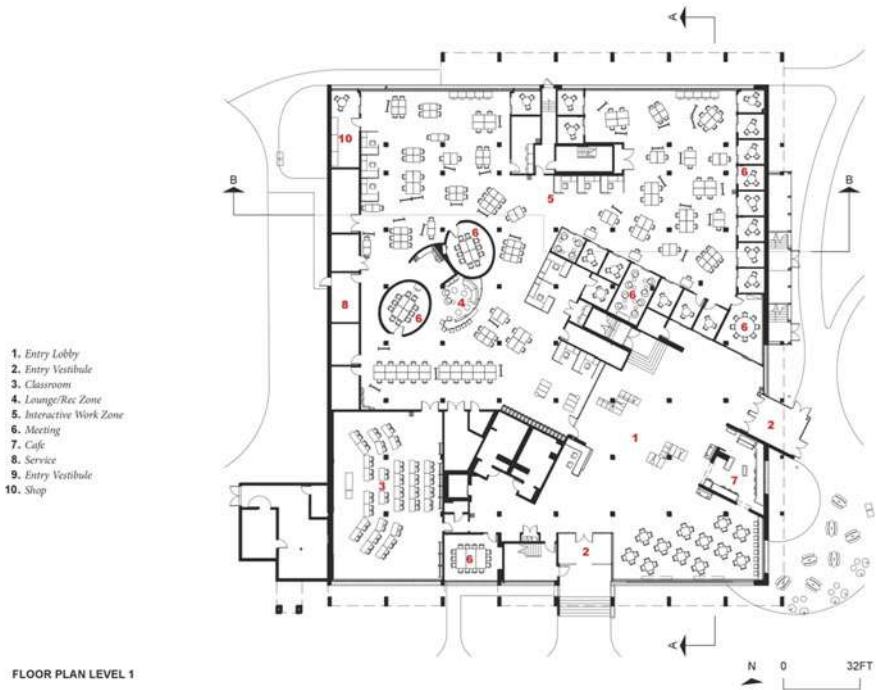 A
B
B
10
6
5
6
6
4
8
6
6
1. Entry Lobby
2. Entry Vestibule
3. Classroom
4. Lounge/Rec Zone
5. Interactive Work Zone
6. Meeting
7. Cafe
8. Service
9. Entry Vestibule
10. Shop
1
2
3
7
6
2
A
FLOOR PLAN LEVEL 1
N 0 32FT